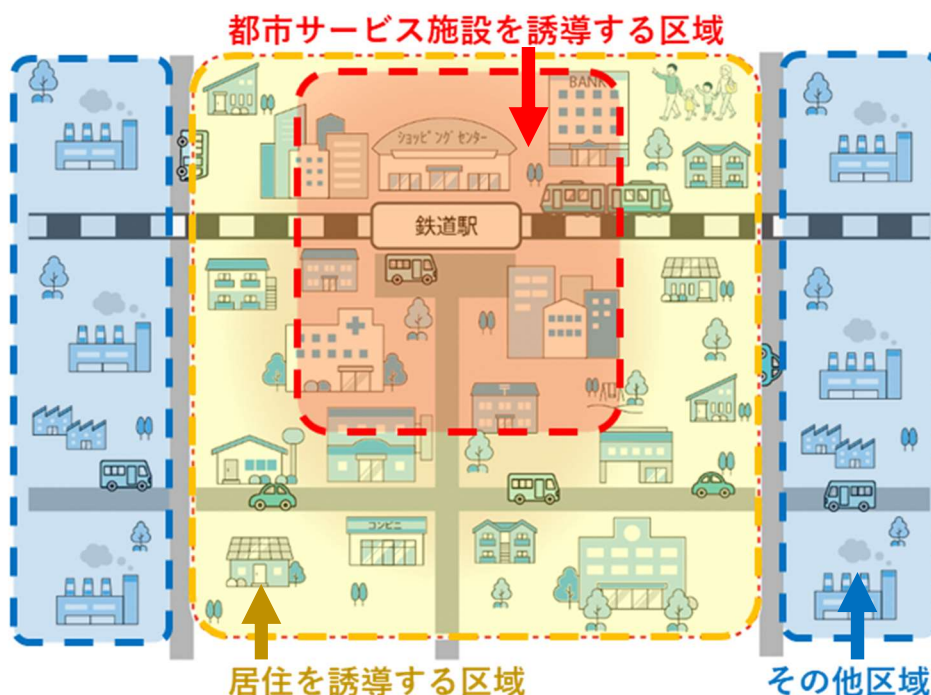 都市サービス施設を誘導する区域
BANK
ショッピングセンター
鉄道駅
コンビニ
居住を誘導する区域
その他区域